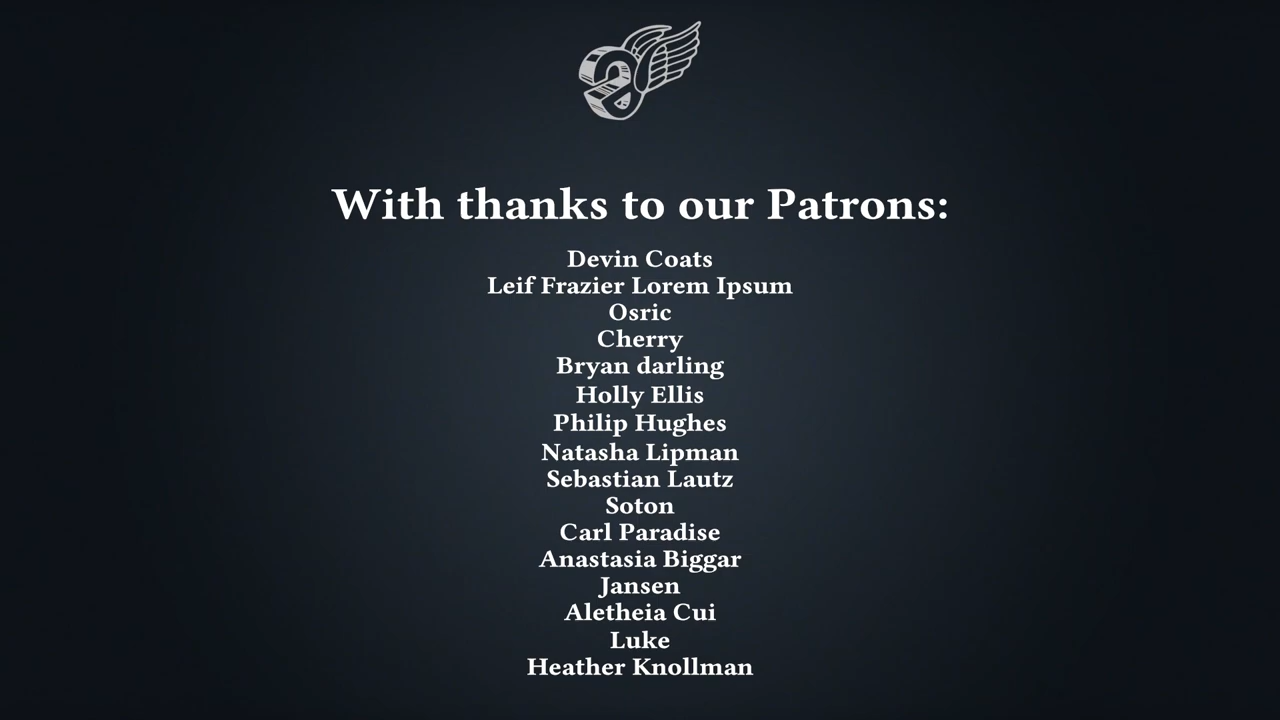 With thanks to our Patrons:
Devin Coats
Leif Frazier Lorem Ipsum
Osric
Cherry
Bryan darling
Holly Ellis
Philip Hughes
Natasha Lipman
Sebastian Lautz
Soton
Carl Paradise
Anastasia Biggar
Jansen
Aletheia Cui
Luke
Heather Knollman